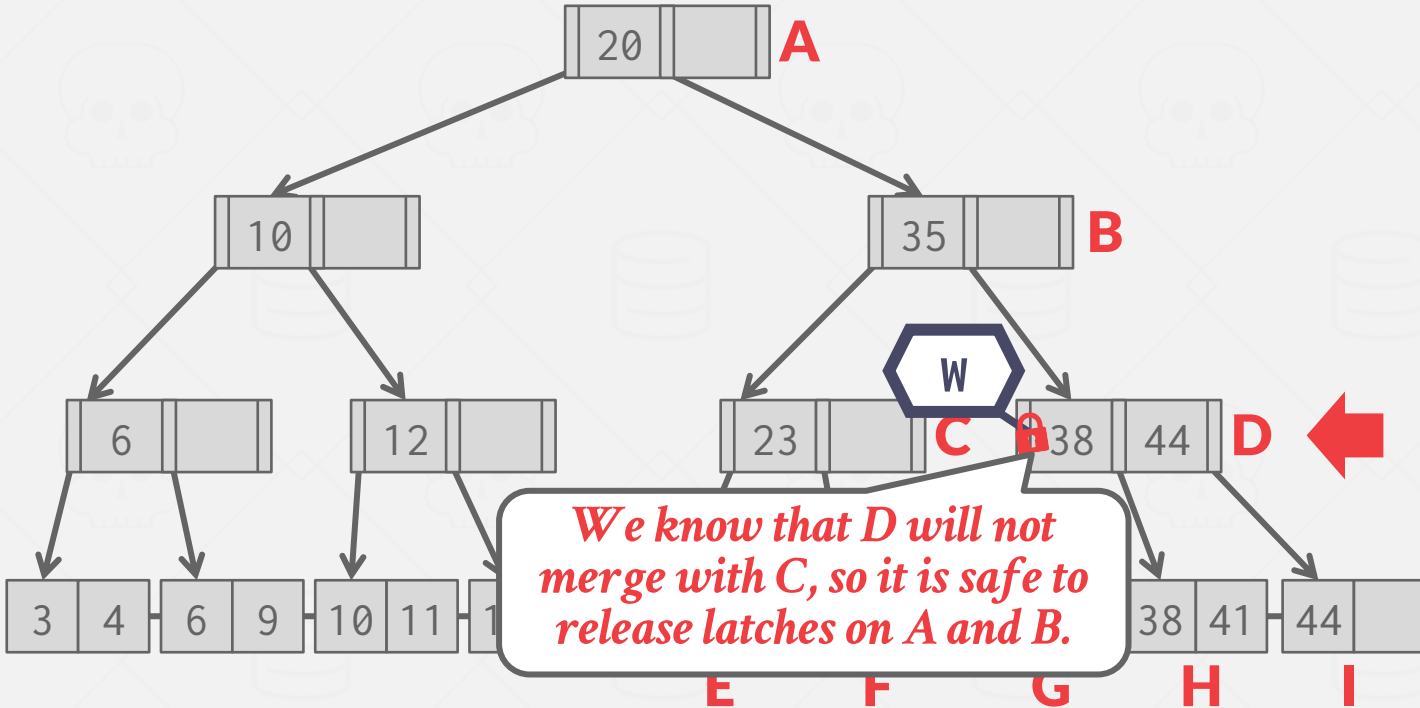 20 A
10 35 B
W
6 12 23 C 38 44 D
We know that D will not
merge with C, so it is safe to
release latches on A and B.
3 4 6 9 10 11 38 41 44
E F G H I